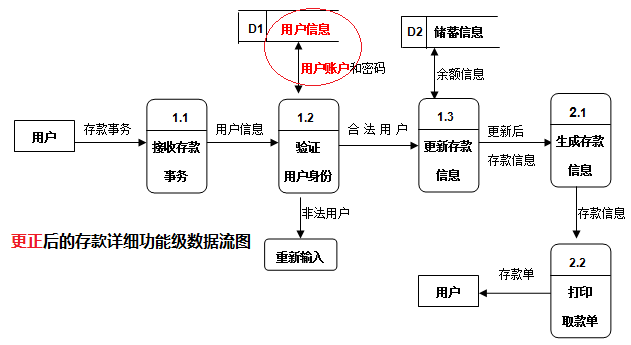 D1 用户信息
D2 储蓄信息
用户账户和密码
余额信息
1.1
1.2
1.3
2.1
用户
存款事务
接收存款
事务
用户信息
验证
用户身份
合 法 用 户
更新存款
信息
更新后
存款信息
生成存款
信息
非法用户
存款信息
更正后的存款详细功能级数据流图
重新输入
2.2
用户
存款单
打印
取款单